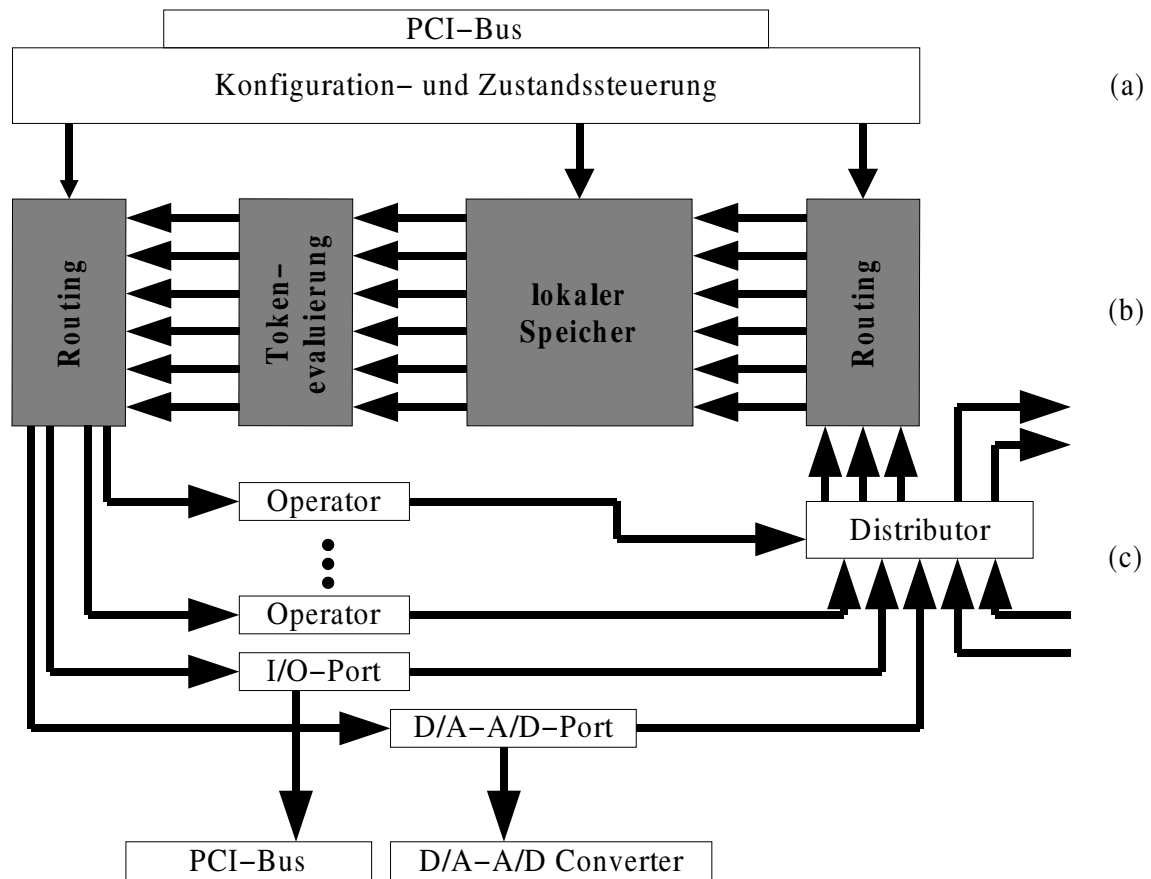 PCI−Bus
Konfiguration− und Zustandssteuerung
(a)
Routing
Token−
evaluierung
lokaler
Speicher
Routing
(b)
Operator
Distributor
(c)
Operator
I/O−Port
D/A−A/D−Port
PCI−Bus
D/A−A/D Converter